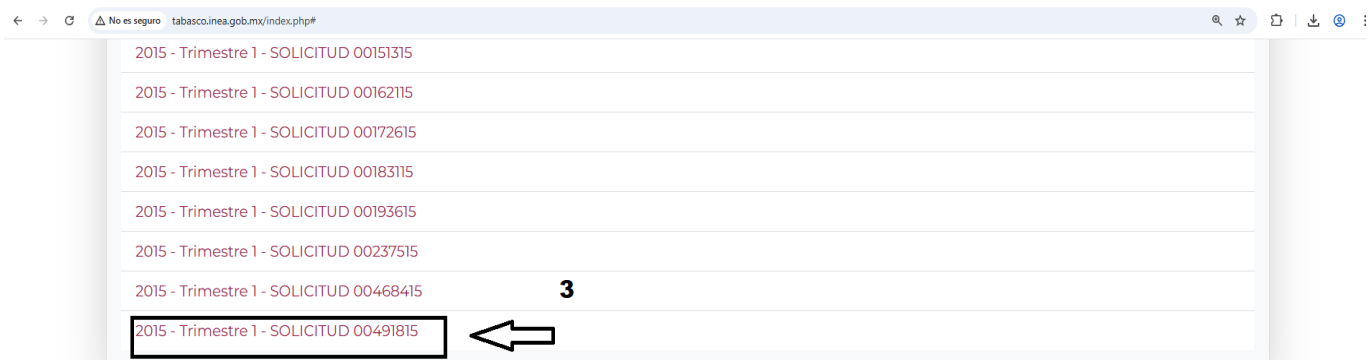 No es seguro tabasco.inea.gob.mx/index.php#
2015 - Trimestre 1 - SOLICITUD 00151315
2015 - Trimestre 1 - SOLICITUD 00162115
2015 - Trimestre 1 - SOLICITUD 00172615
2015 - Trimestre 1 - SOLICITUD 00183115
2015 - Trimestre 1 - SOLICITUD 00193615
2015 - Trimestre 1 - SOLICITUD 00237515
2015 - Trimestre 1 - SOLICITUD 00468415 3
2015 - Trimestre 1 - SOLICITUD 00491815